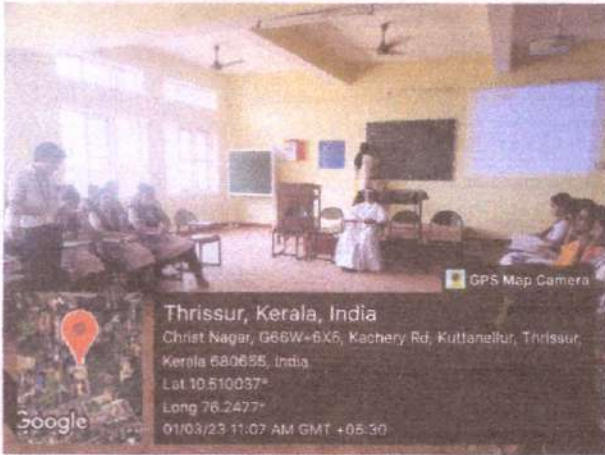 GPS Map Camera
Thrissur, Kerala, India
Christ Nagar, G66W+6X6, Kachery Rd, Kuttanellur, Thrissur,
Kerala 680655, India
Lat 10.510037°
Long 76.2477°
01/03/23 11:07 AM GMT +05:30
Google